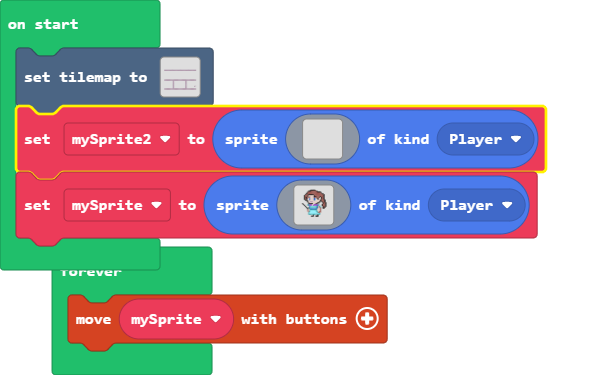 on start
set tilemap to
set mySprite2 to sprite of kind Player
set mySprite to sprite of kind Player
forever
move mySprite with buttons